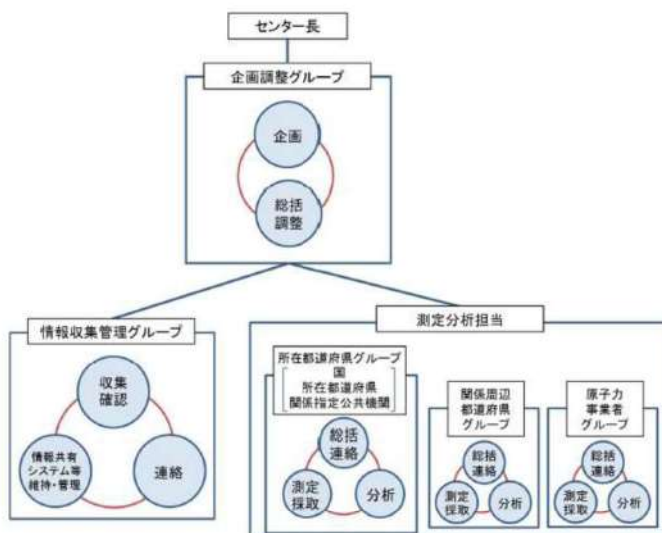 センター長
企画調整グループ
企画
総括
調整
情報収集管理グループ
収集
確認
情報共有
システム等
維持・管理
連絡
測定分析担当
所在都道府県グループ
国
所在都道府県
関係指定公共機関
総括
連絡
測定
採取
分析
関係周辺
都道府県
グループ
総括
連絡
測定
採取
分析
原子力
事業者
グループ
総括
連絡
測定
採取
分析